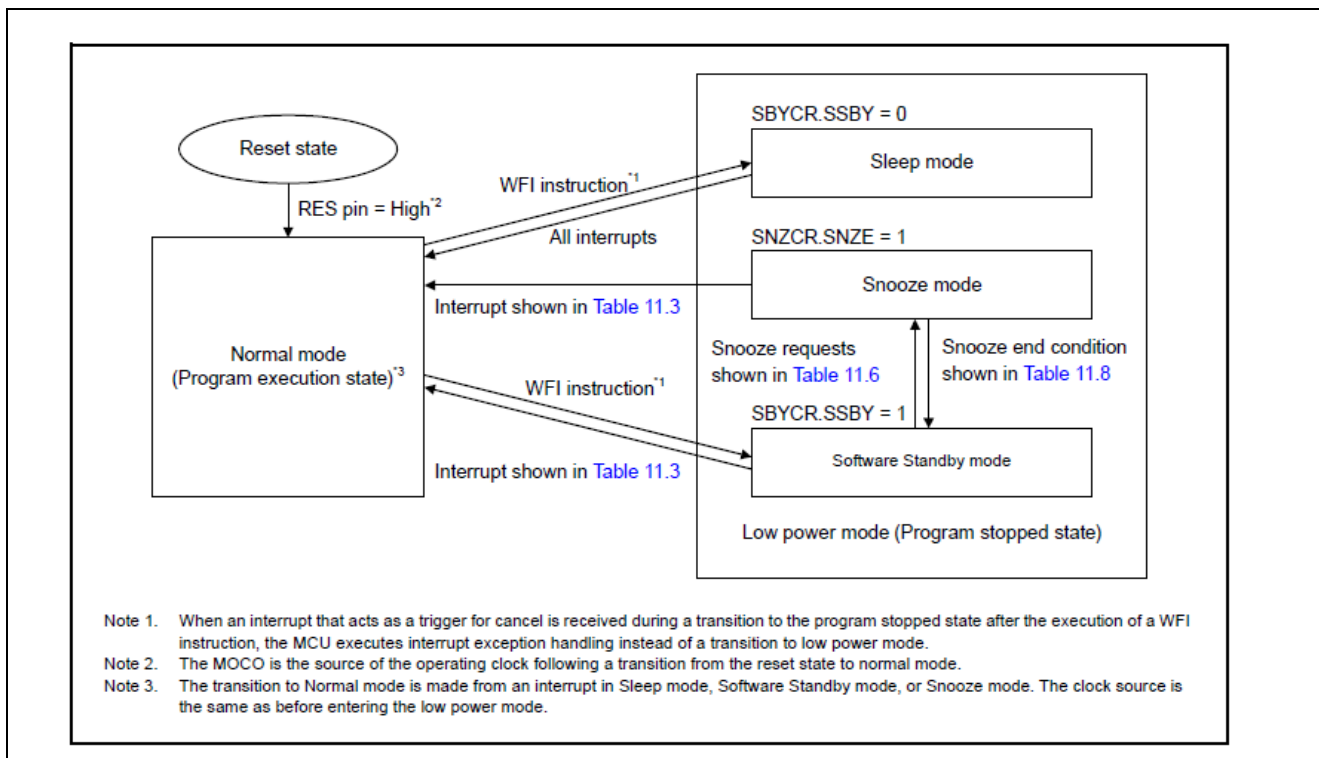 Reset state
RES pin = High*2
Normal mode
(Program execution state)*3
WFI instruction*1
All interrupts
Interrupt shown in Table 11.3
WFI instruction*1
Interrupt shown in Table 11.3
SBYCR.SSBY = 0
Sleep mode
SNZCR.SNZE = 1
Snooze mode
Snooze requests
shown in Table 11.6
Snooze end condition
shown in Table 11.8
SBYCR.SSBY = 1
Software Standby mode
Low power mode (Program stopped state)
Note 1. When an interrupt that acts as a trigger for cancel is received during a transition to the program stopped state after the execution of a WFI
instruction, the MCU executes interrupt exception handling instead of a transition to low power mode.
Note 2. The MOCO is the source of the operating clock following a transition from the reset state to normal mode.
Note 3. The transition to Normal mode is made from an interrupt in Sleep mode, Software Standby mode, or Snooze mode. The clock source is
the same as before entering the low power mode.